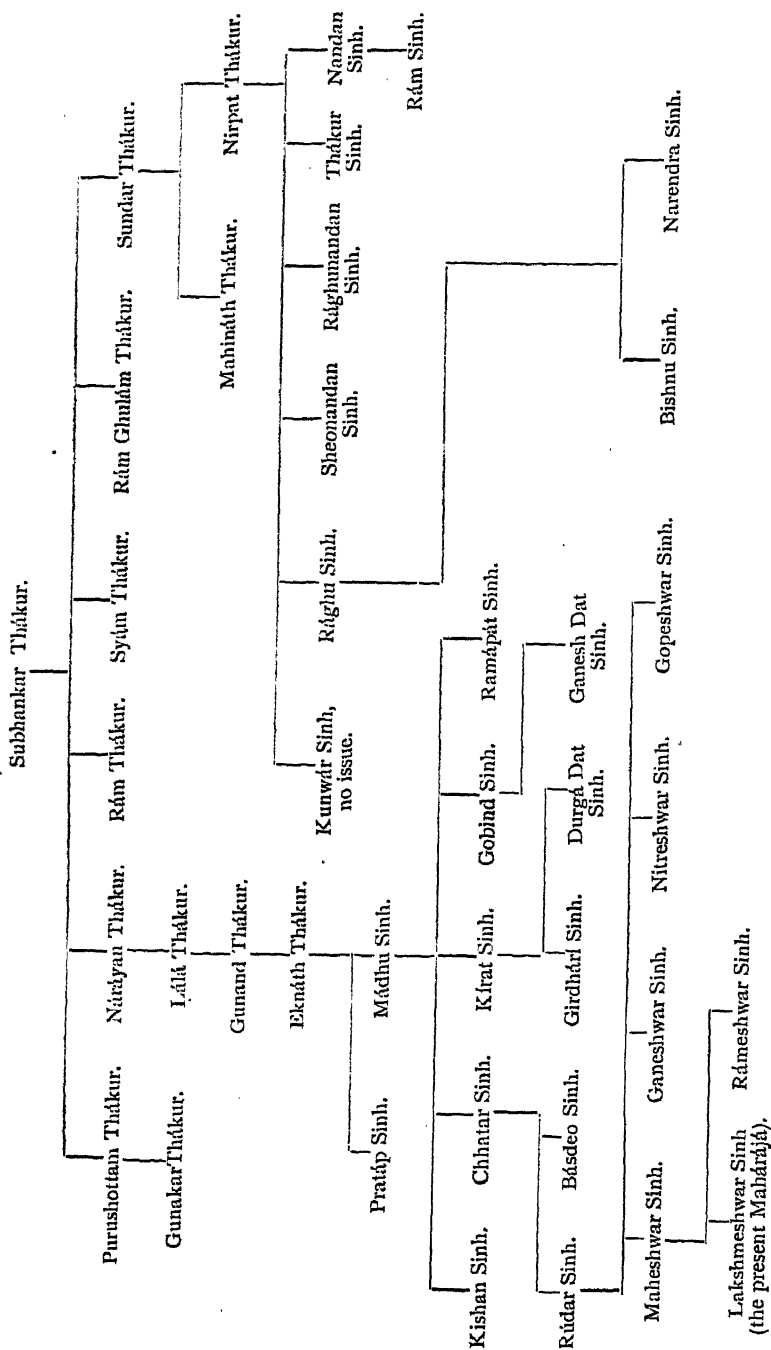 Subhankar Thákur.
Purushottam Thákur. Náráyan Thákur. Rám Thákur. Syám Thákur. Rám Ghulám Thákur. Sundar Thákur.
Gunakar Thákur. Lálá Thákur. Mahináth Thákur. Nirpat Thákur.
Gunand Thákur.
Eknáth Thákur. Kunwár Sinh, no issue. Rághu Sinh. Sheonandan Sinh. Rághunandan Sinh. Thákur Sinh. Nandan Sinh.
Rám Sinh.
Pratáp Sinh. Mádhu Sinh.
Kishan Sinh. Chhatar Sinh. Kírat Sinh. Gobind Sinh. Ramápát Sinh.
Rúdar Sinh. Básdeo Sinh. Girdhárí Sinh. Durgá Dat Sinh. Ganesh Dat Sinh.
Maheshwar Sinh. Ganeshwar Sinh. Nitreshwar Sinh. Gopeshwar Sinh. Bishnu Sinh. Narendra Sinh.
Lakshmeshwar Sinh Rámeshwar Sinh.
(the present Mahárájá).